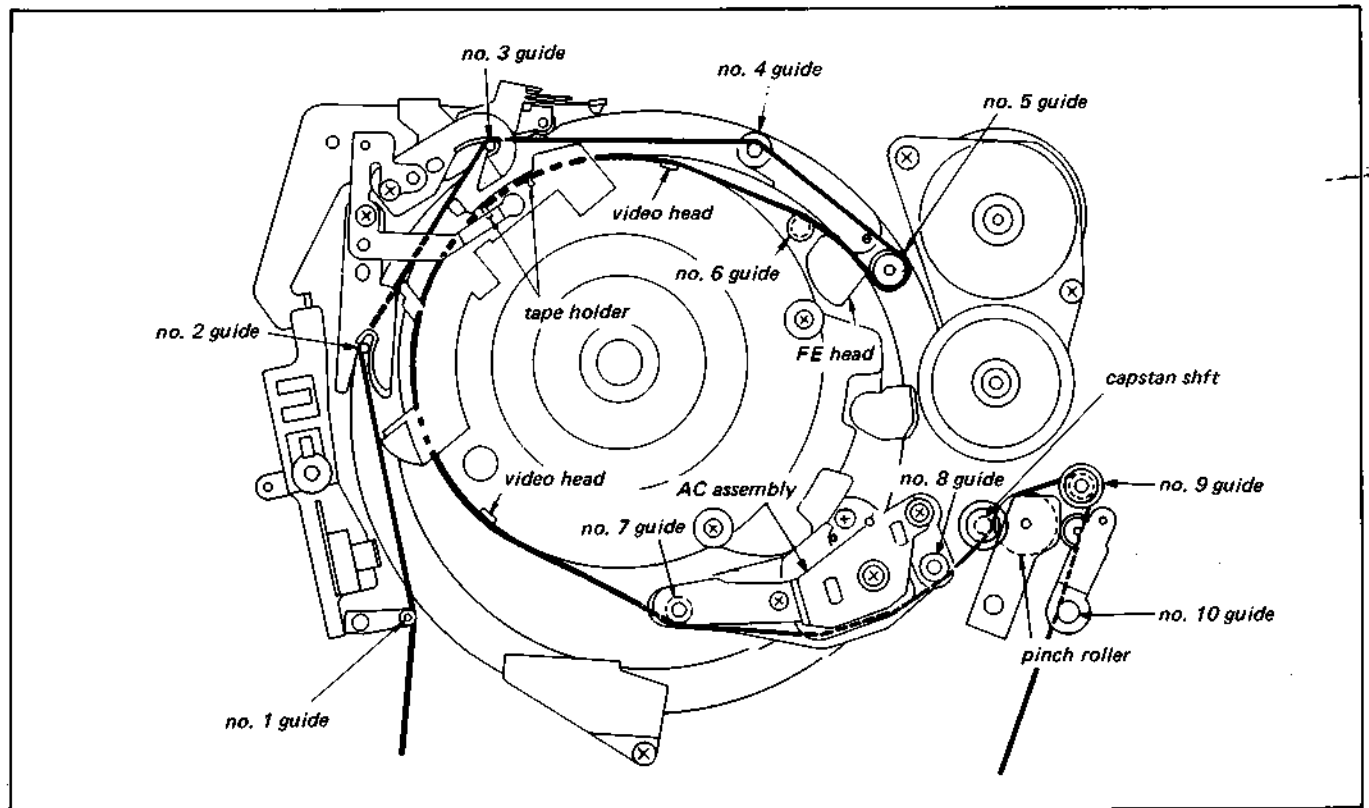 no. 3 guide
no. 4 guide
no. 5 guide
video head
no. 6 guide
tape holder
no. 2 guide
FE head
capstan shft
video head
AC assembly
no. 8 guide
no. 9 guide
no. 7 guide
no. 10 guide
pinch roller
no. 1 guide